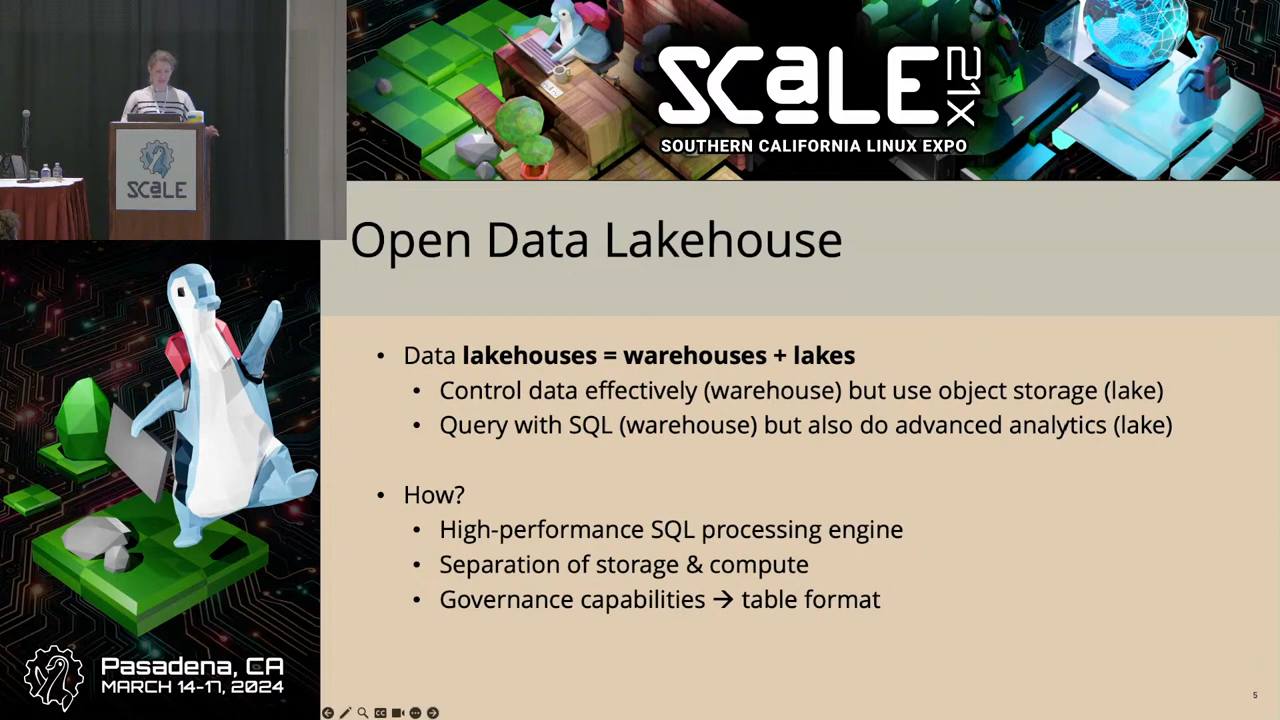 SCALE
21X
SOUTHERN CALIFORNIA LINUX EXPO
SCALE
Open Data Lakehouse
• Data lakehouses = warehouses + lakes
• Control data effectively (warehouse) but use object storage (lake)
• Query with SQL (warehouse) but also do advanced analytics (lake)
• How?
• High-performance SQL processing engine
• Separation of storage & compute
• Governance capabilities → table format
Pasadena, CA
MARCH 14-17, 2024
CC
5